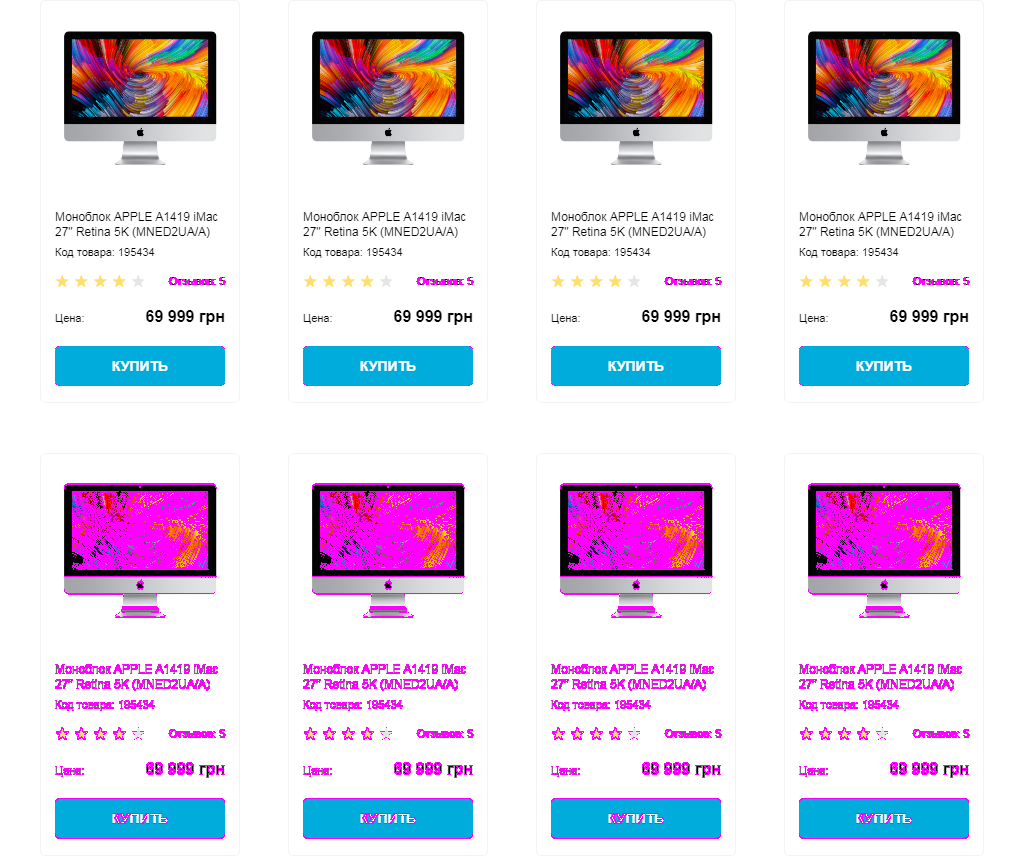 Моноблок APPLE A1419 iMac Моноблок APPLE A1419 iMac Моноблок APPLE A1419 iMac Моноблок APPLE A1419 iMac
27" Retina 5K (MNED2UA/A) 27" Retina 5K (MNED2UA/A) 27" Retina 5K (MNED2UA/A) 27" Retina 5K (MNED2UA/A)
Код товара: 195434 Код товара: 195434 Код товара: 195434 Код товара: 195434
Отзывов: 5 Отзывов: 5 Отзывов: 5 Отзывов: 5
Цена: 69 999 грн Цена: 69 999 грн Цена: 69 999 грн Цена: 69 999 грн
КУПИТЬ КУПИТЬ КУПИТЬ КУПИТЬ
Моноблок APPLE A1419 iMac Моноблок APPLE A1419 iMac Моноблок APPLE A1419 iMac Моноблок APPLE A1419 iMac
27" Retina 5K (MNED2UA/A) 27" Retina 5K (MNED2UA/A) 27" Retina 5K (MNED2UA/A) 27" Retina 5K (MNED2UA/A)
Код товара: 195434 Код товара: 195434 Код товара: 195434 Код товара: 195434
Отзывов: 5 Отзывов: 5 Отзывов: 5 Отзывов: 5
Цена: 69 999 грн Цена: 69 999 грн Цена: 69 999 грн Цена: 69 999 грн
КУПИТЬ КУПИТЬ КУПИТЬ КУПИТЬ